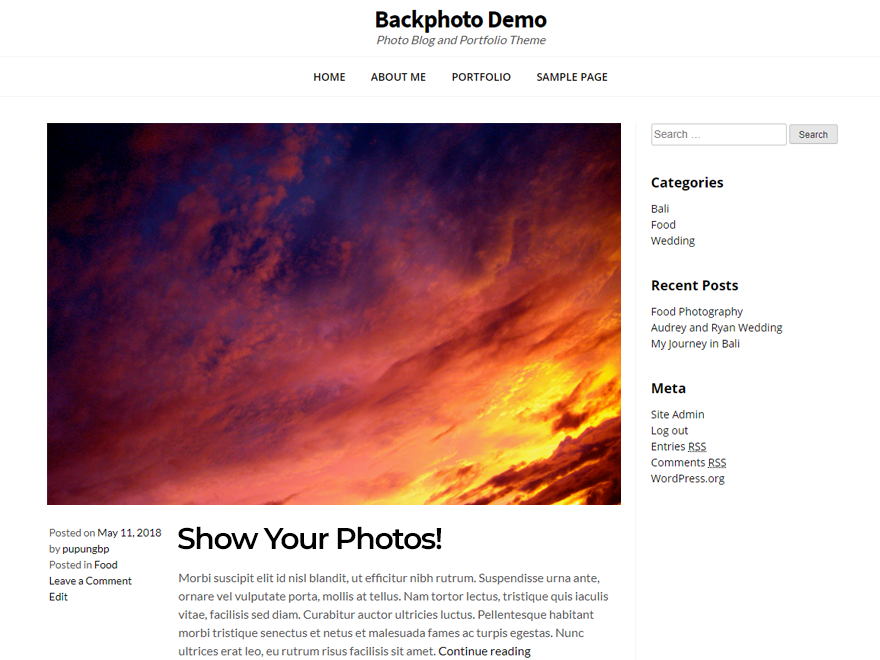 Backphoto Demo
Photo Blog and Portfolio Theme
HOME ABOUT ME PORTFOLIO SAMPLE PAGE
Search ... Search
Categories
Bali
Food
Wedding
Recent Posts
Food Photography
Audrey and Ryan Wedding
My Journey in Bali
Meta
Site Admin
Log out
Entries RSS
Comments RSS
WordPress.org
Posted on May 11, 2018
by pupungbp
Posted in Food
Leave a Comment
Edit
Show Your Photos!
Morbi suscipit elit id nisl blandit, ut efficitur nibh rutrum. Suspendisse urna ante,
ornare vel vulputate porta, mollis at tellus. Nam tortor lectus, tristique quis iaculis
vitae, facilisis sed diam. Curabitur auctor ultricies luctus. Pellentesque habitant
morbi tristique senectus et netus et malesuada fames ac turpis egestas. Nunc
ultrices erat leo, eu rutrum risus facilisis sit amet. Continue reading